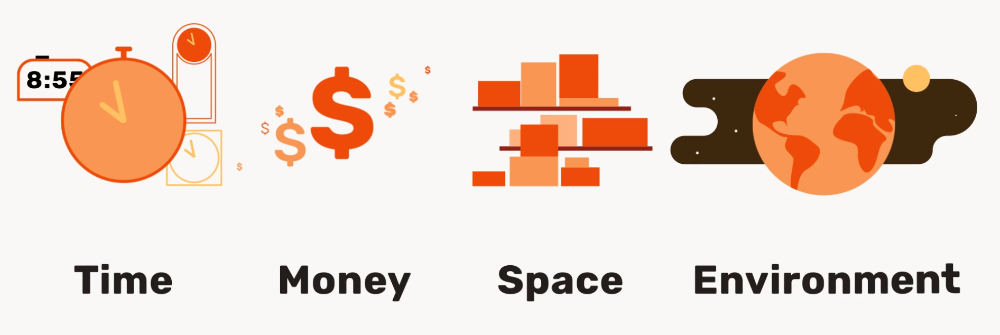 8:55
$ $ $ $ $ $ $ $ $
Time Money Space Environment